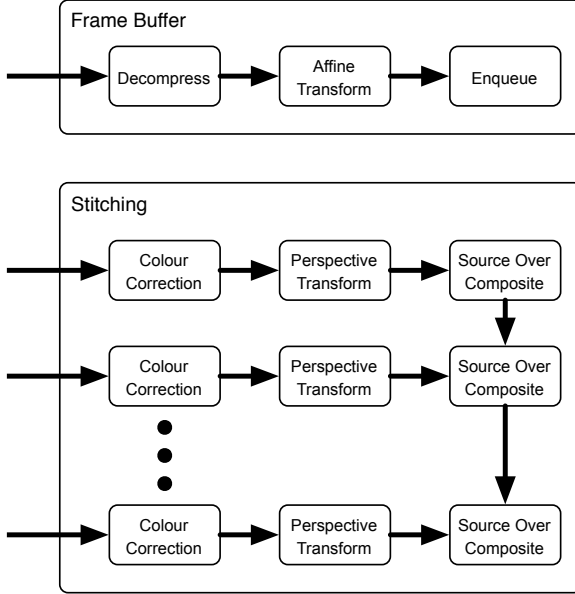 Frame Buffer
Decompress
Affine
Transform
Enqueue
Stitching
Colour
Correction
Perspective
Transform
Source Over
Composite
Colour
Correction
Perspective
Transform
Source Over
Composite
Colour
Correction
Perspective
Transform
Source Over
Composite